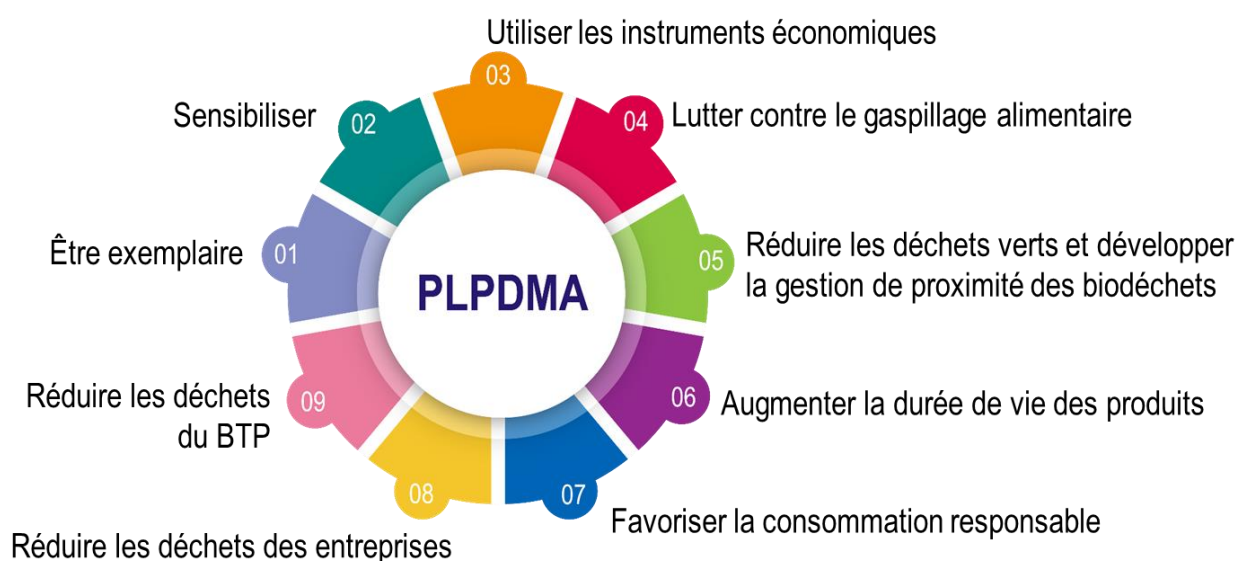 Utiliser les instruments économiques
03
Sensibiliser
02
04
Lutter contre le gaspillage alimentaire
Être exemplaire
01
05
Réduire les déchets verts et développer
la gestion de proximité des biodéchets
PLPDMA
Réduire les déchets
du BTP
09
06
Augmenter la durée de vie des produits
08
07
Favoriser la consommation responsable
Réduire les déchets des entreprises